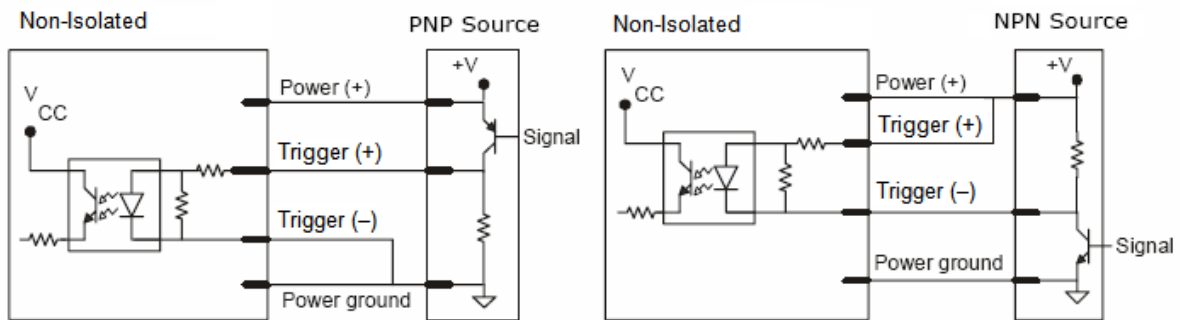 Non-Isolated
PNP Source
+V
Power (+)
V
CC
Signal
Trigger (+)
Trigger (–)
Power ground
Non-Isolated
NPN Source
+V
Power (+)
V
CC
Trigger (+)
Trigger (–)
Signal
Power ground